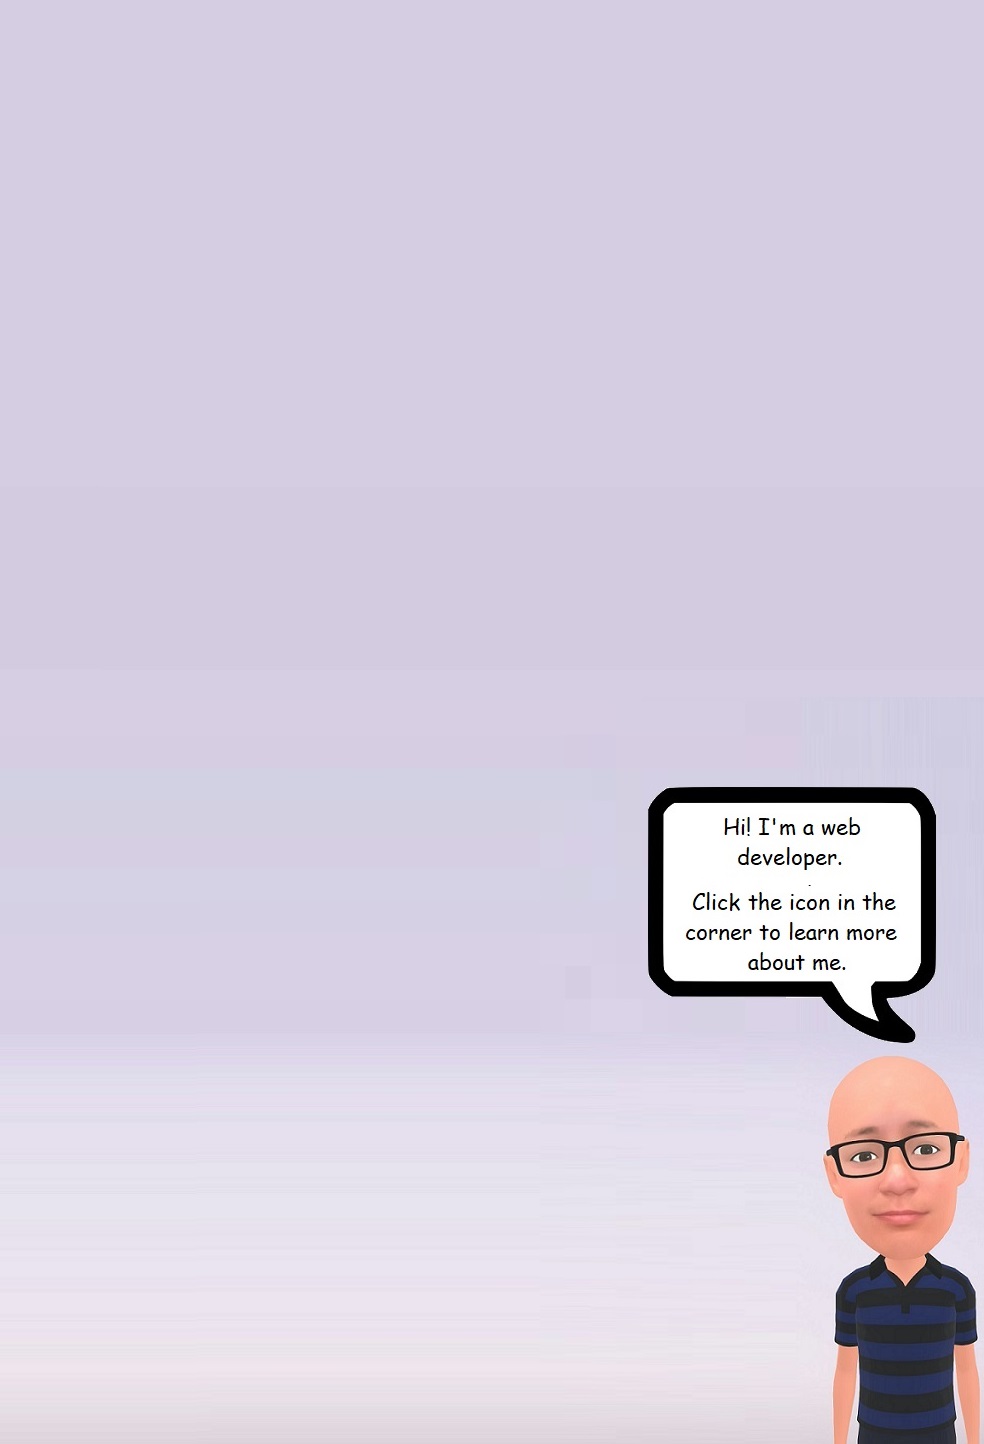 Hi! I'm a web
developer.
.
Click the icon in the
corner to learn more
about me.